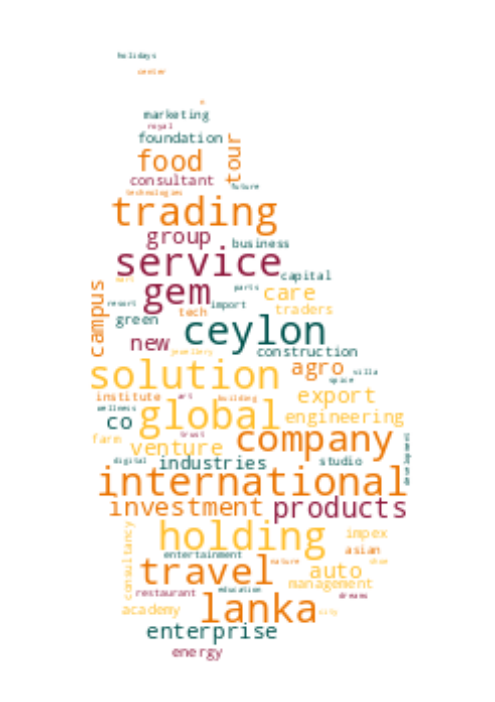 holidays
center
marketing
royal
foundation
food tour
consultant
future
technologies
trading
group
business
service
capital
gem
parts
care
campus
resort
import
tech
traders
green
ceylon
new
construction
jewellery
agro
villa
solution
spice
export
institute
art
building
wellness
global
engineering
co
trust
farm
company
venture
development
digital
industries
studio
international
investment
products
holding
consultancy
impex
asian
entertainment
nature
shoe
travel
auto
management
education
restaurant
dreams
academy
lanka
city
enterprise
energy